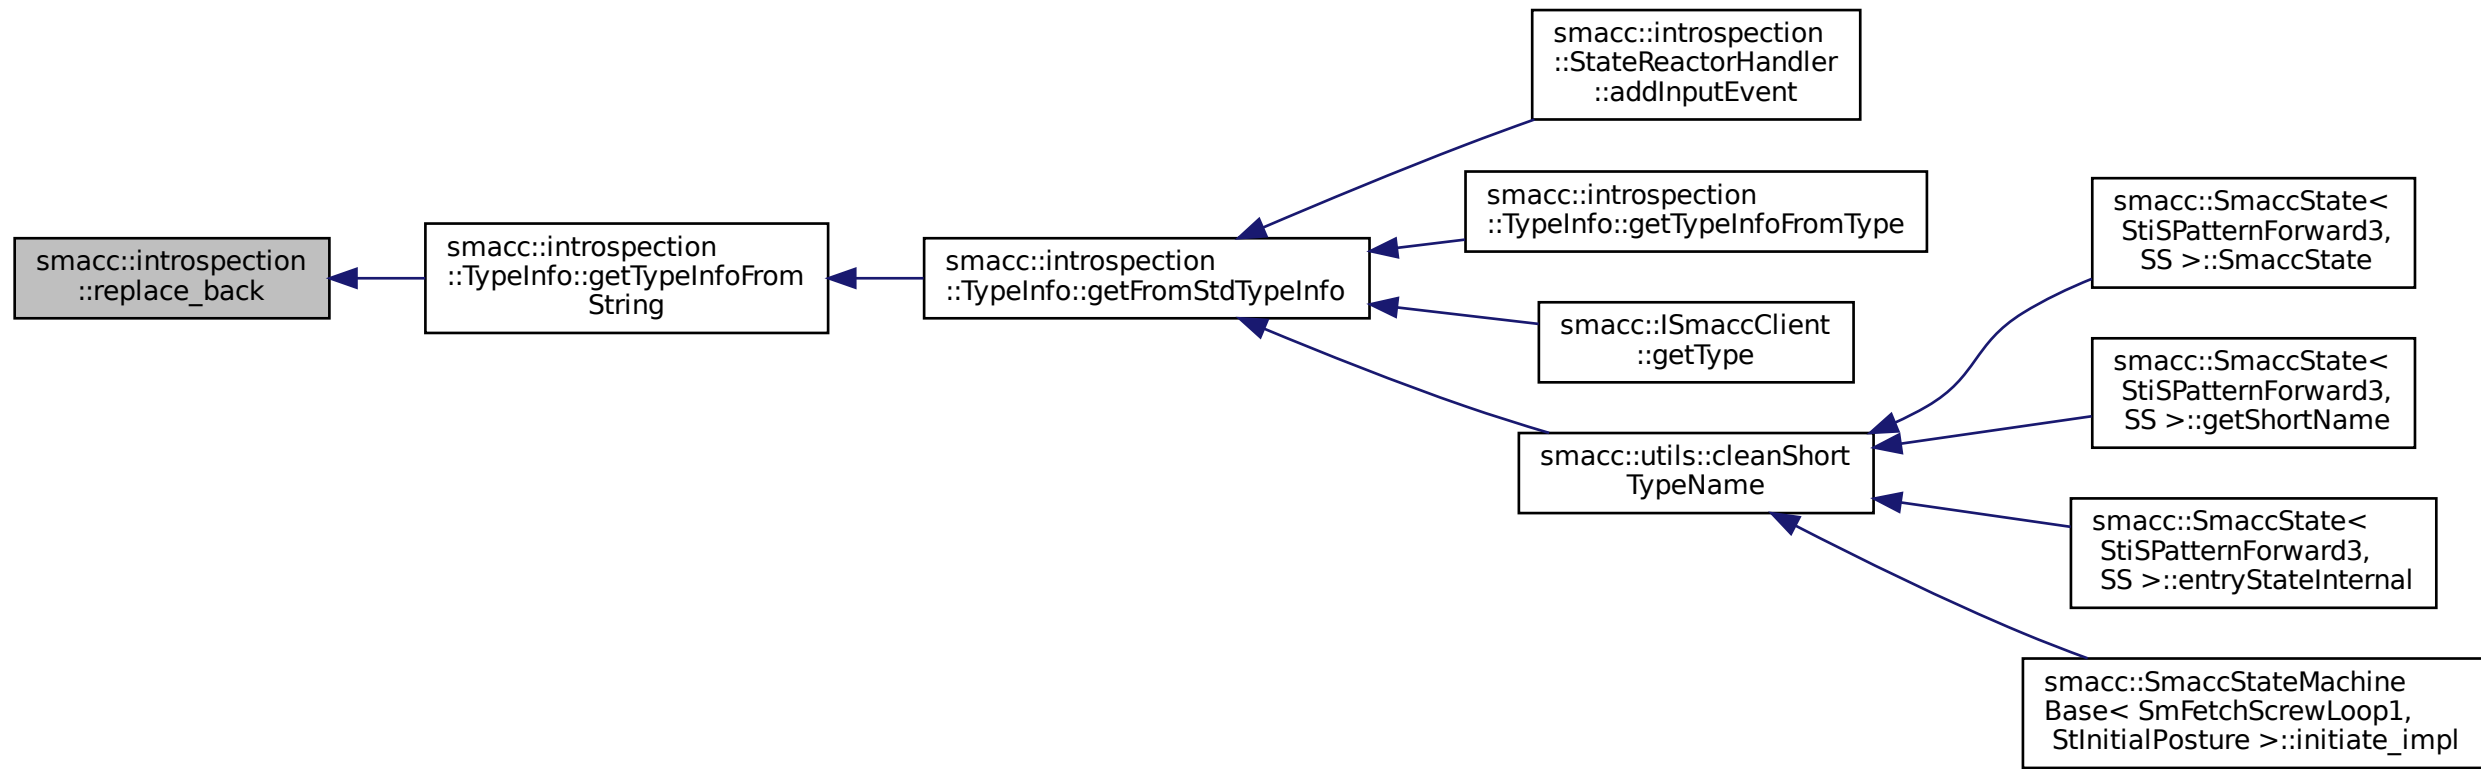 smacc::introspection
::replace_back
smacc::introspection
::TypeInfo::getTypeInfoFrom
String
smacc::introspection
::TypeInfo::getFromStdTypeInfo
smacc::introspection
::StateReactorHandler
::addInputEvent
smacc::introspection
::TypeInfo::getTypeInfoFromType
smacc::ISmaccClient
::getType
smacc::utils::cleanShort
TypeName
smacc::SmaccState<
StiSPatternForward3,
SS >::SmaccState
smacc::SmaccState<
StiSPatternForward3,
SS >::getShortName
smacc::SmaccState<
StiSPatternForward3,
SS >::entryStateInternal
smacc::SmaccStateMachine
Base< SmFetchScrewLoop1,
StInitialPosture >::initiate_impl